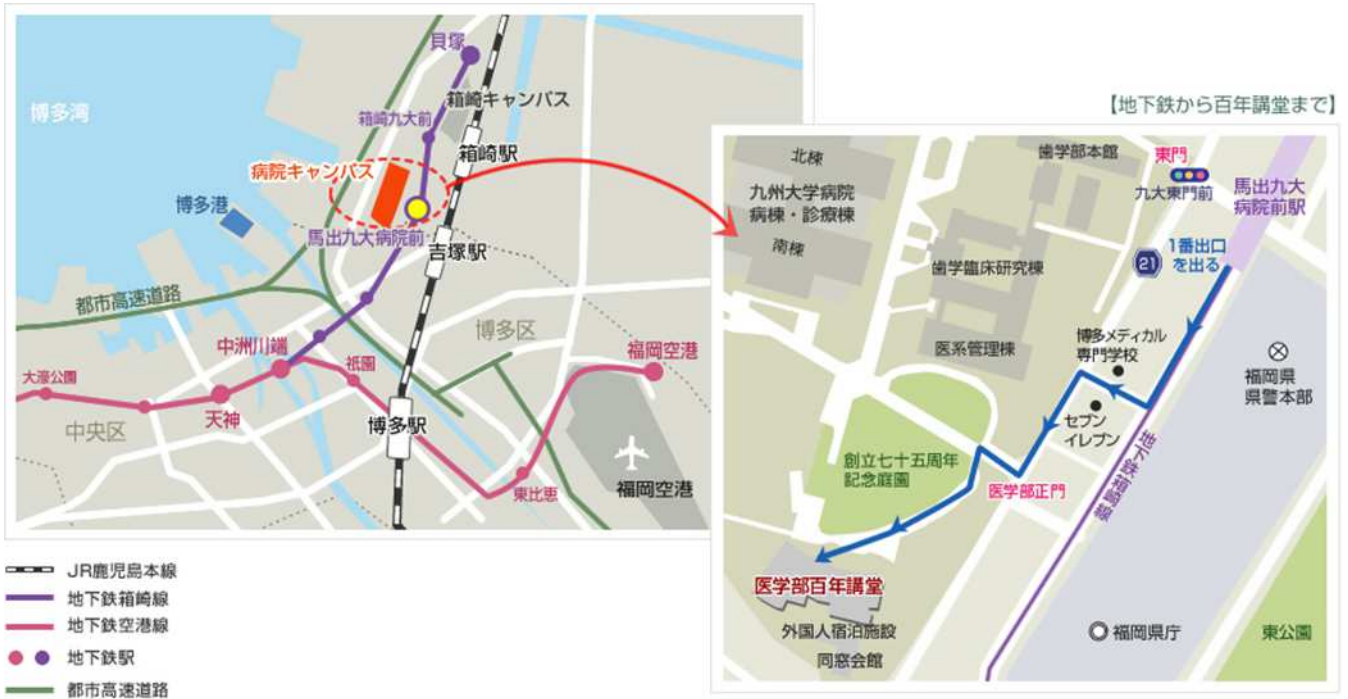 博多湾
貝塚
箱崎キャンパス
箱崎九大前
箱崎駅
病院キャンパス
博多港
馬出九大病院前
吉塚駅
都市高速道路
博多区
中洲川端
祇園
福岡空港
大濠公園
天神
博多駅
中央区
東比恵
福岡空港
JR鹿児島本線
地下鉄箱崎線
地下鉄空港線
地下鉄駅
都市高速道路
【地下鉄から百年講堂まで】
北棟
九州大学病院
病棟・診療棟
南棟
歯学部本館
東門
九大東門前
馬出九大
病院前駅
歯学臨床研究棟
21
1番出口
を出る
医系管理棟
博多メディカル
専門学校
福岡県
県警本部
セブン
イレブン
創立七十五周年
記念庭園
医学部正門
地下鉄箱崎線
医学部百年講堂
外国人宿泊施設
同窓会館
福岡県庁
東公園